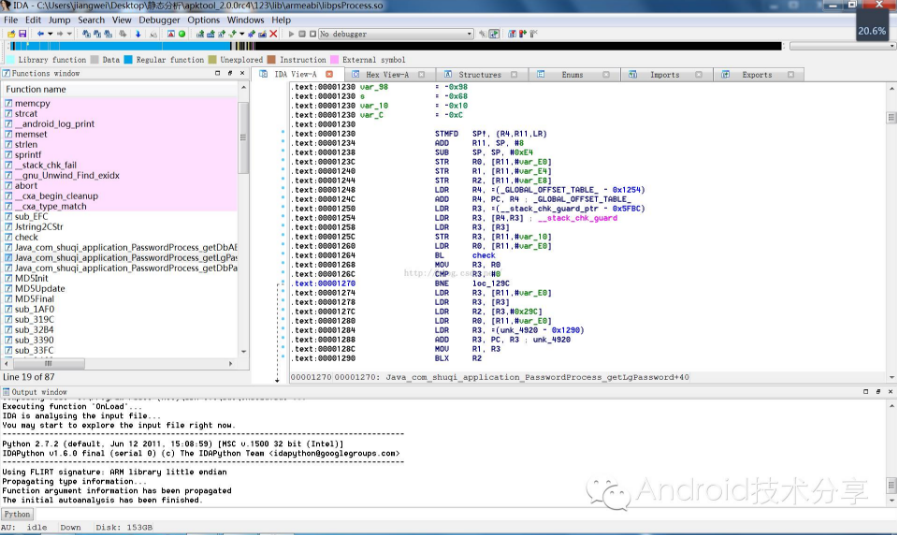 IDA - C:\Users\jiangwei\Desktop\静态分析\apktool_2.0.0rc4\123\lib\armeabi\libpsProcess.so
File Edit Jump Search View Debugger Options Windows Help
20.6%
No debugger
Library function Data Regular function Unexplored Instruction External symbol
Functions window
IDA View-A Hex View-A Structures Enums Imports Exports
Function name
memcpy
strcat
__android_log_print
memset
strlen
sprintf
__stack_chk_fail
__gnu_Unwind_Find_exidx
abort
__cxa_begin_cleanup
__cxa_type_match
sub_EFC
Jstring2CStr
check
Java_com_shuqi_application_PasswordProcess_getDbAE
Java_com_shuqi_application_PasswordProcess_getLgPas
Java_com_shuqi_application_PasswordProcess_getDbPa
MD5Init
MD5Update
MD5Final
sub_1AF0
sub_319C
sub_32B4
sub_3390
sub_33FC
Line 19 of 87
.text:00001230 var_98 = -0x98
.text:00001230 s = -0x68
.text:00001230 var_10 = -0x10
.text:00001230 var_C = -0xC
.text:00001230
.text:00001230 STMFD SP!, {R4,R11,LR}
.text:00001234 ADD R11, SP, #8
.text:00001238 SUB SP, SP, #0xE4
.text:0000123C STR R0, [R11,#var_E0]
.text:00001240 STR R1, [R11,#var_E4]
.text:00001244 STR R2, [R11,#var_E8]
.text:00001248 LDR R4, =(_GLOBAL_OFFSET_TABLE_ - 0x1254)
.text:0000124C ADD R4, PC, R4 ; _GLOBAL_OFFSET_TABLE_
.text:00001250 LDR R3, =(__stack_chk_guard_ptr - 0x5FBC)
.text:00001254 LDR R3, [R4,R3] ; __stack_chk_guard
.text:00001258 LDR R3, [R3]
.text:0000125C STR R3, [R11,#var_10]
.text:00001260 LDR R0, [R11,#var_E0]
.text:00001264 BL check
.text:00001268 MOV R3, R0
.text:0000126C CMP R3, #0
.text:00001270 BNE loc_129C
.text:00001274 LDR R3, [R11,#var_E0]
.text:00001278 LDR R3, [R3]
.text:0000127C LDR R2, [R3,#0x29C]
.text:00001280 LDR R0, [R11,#var_E0]
.text:00001284 LDR R3, =(unk_4920 - 0x1290)
.text:00001288 ADD R3, PC, R3 ; unk_4920
.text:0000128C MOV R1, R3
.text:00001290 BLX R2
00001270 00001270: Java_com_shuqi_application_PasswordProcess_getLgPassword+40
Output window
Executing function 'OnLoad'...
IDA is analysing the input file...
You may start to explore the input file right now.
Python 2.7.2 (default, Jun 12 2011, 15:08:59) [MSC v.1500 32 bit (Intel)]
IDAPython v1.6.0 final (serial 0) (c) The IDAPython Team <idapython@googlegroups.com>
Using FLIRT signature: ARM library little endian
Propagating type information...
Function argument information has been propagated
The initial autoanalysis has been finished.
Android技术分享
Python
AU: idle Down Disk: 153GB